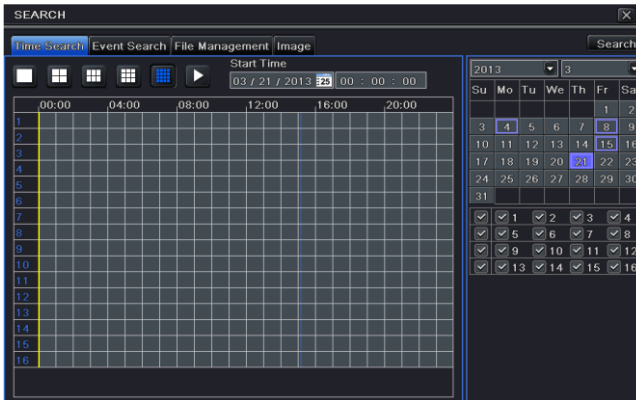 SEARCH
Time Search Event Search File Management Image Search
Start Time
03 / 21 / 2013 25 00 : 00 : 00
00:00 04:00 08:00 12:00 16:00 20:00
1
2
3
4
5
6
7
8
9
10
11
12
13
14
15
16
2013 3
Su Mo Tu We Th Fr Sa
1 2
3 4 5 6 7 8 9
10 11 12 13 14 15 16
17 18 19 20 21 22 23
24 25 26 27 28 29 30
31
1 2 3 4
5 6 7 8
9 10 11 12
13 14 15 16